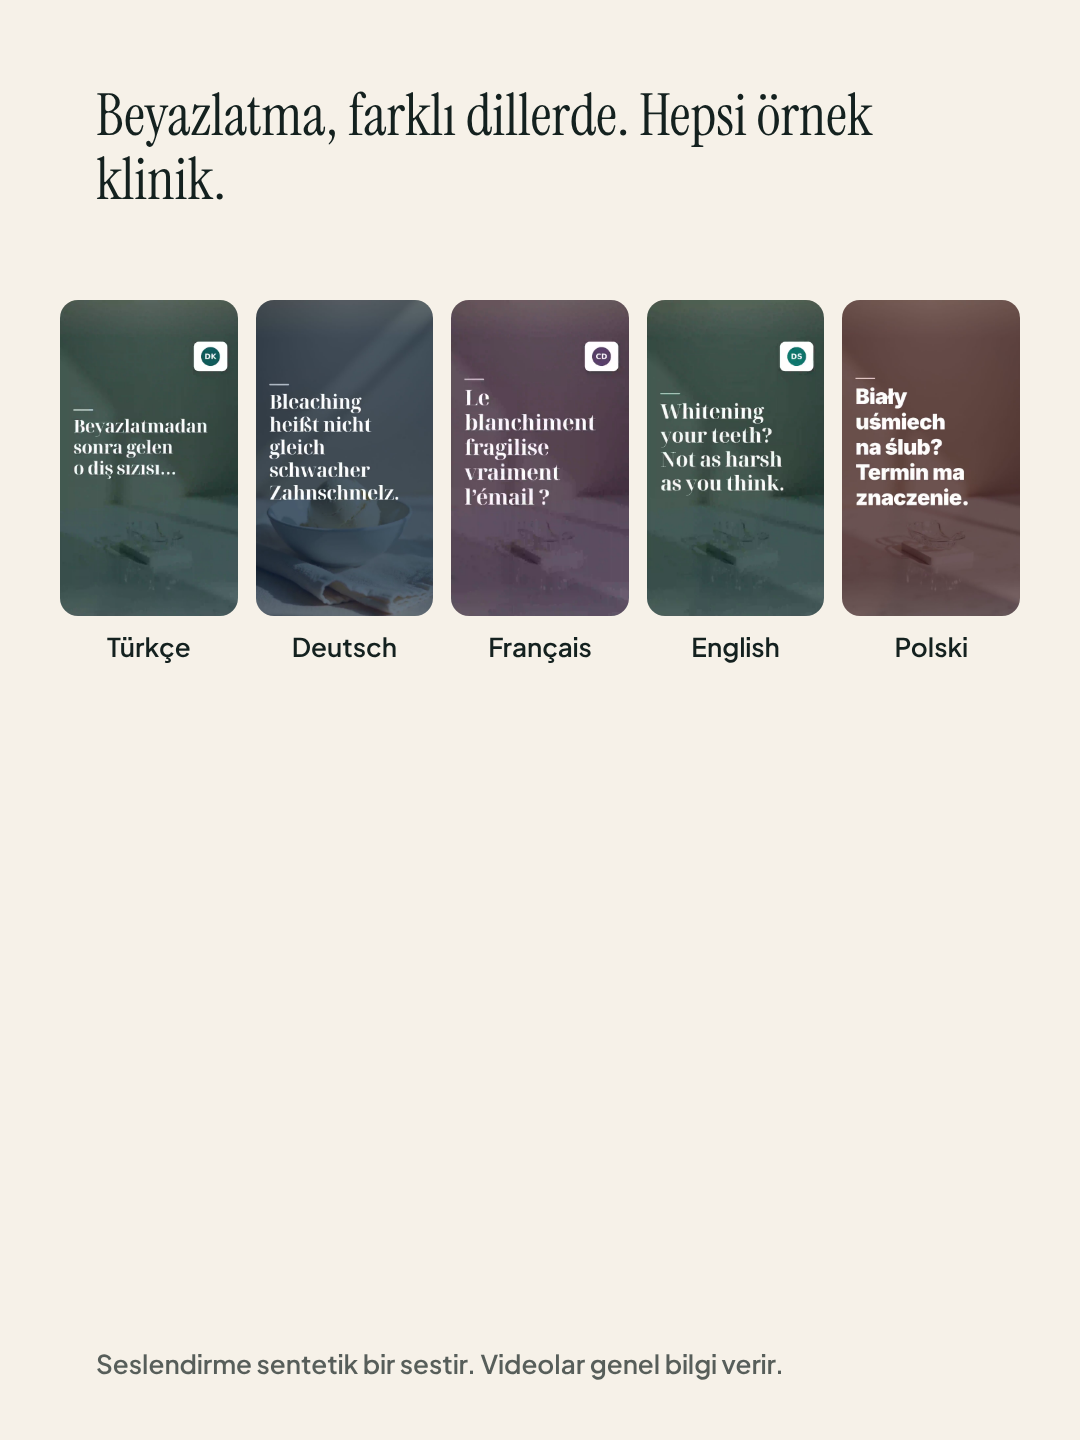 Beyazlatma, farklı dillerde. Hepsi örnek
klinik.
DK
Beyazlatmadan
sonra gelen
o diş sızısı...
Türkçe
Bleaching
heißt nicht
gleich
schwacher
Zahnschmelz.
Deutsch
CD
Le
blanchiment
fragilise
vraiment
l'émail ?
Français
DS
Whitening
your teeth?
Not as harsh
as you think.
English
Biały
uśmiech
na ślub?
Termin ma
znaczenie.
Polski
Seslendirme sentetik bir sestir. Videolar genel bilgi verir.